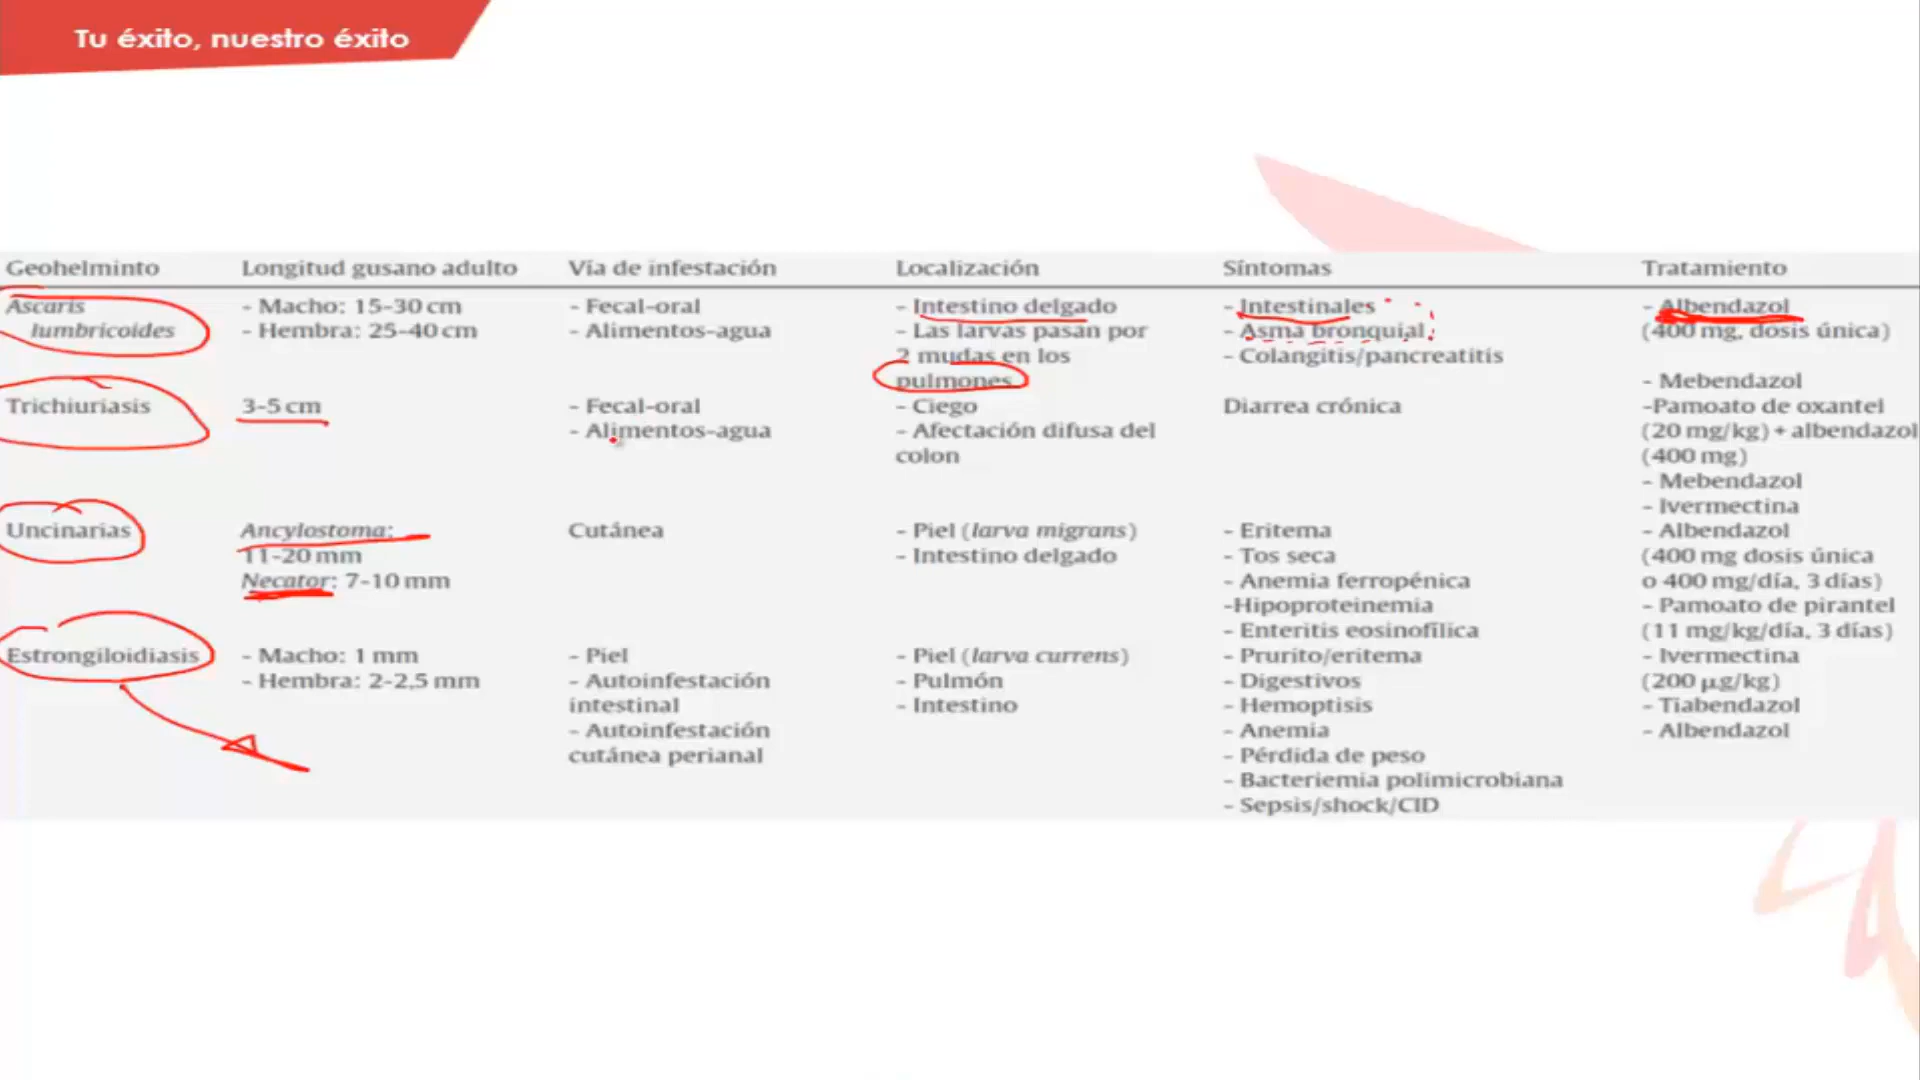 Tu éxito, nuestro éxito
Geohelminto Longitud gusano adulto Vía de infestación Localización Síntomas Tratamiento
Ascaris - Macho: 15-30 cm - Fecal-oral - Intestino delgado - Intestinales - Albendazol
lumbricoides - Hembra: 25-40 cm - Alimentos-agua - Las larvas pasan por - Asma bronquial (400 mg, dosis única)
2 mudas en los - Colangitis/pancreatitis
pulmones - Mebendazol
Trichiuriasis 3-5 cm - Fecal-oral - Ciego Diarrea crónica -Pamoato de oxantel
- Alimentos-agua - Afectación difusa del (20 mg/kg) + albendazol
colon (400 mg)
- Mebendazol
- Ivermectina
Uncinarias Ancylostoma: Cutánea - Piel (larva migrans) - Eritema - Albendazol
11-20 mm - Intestino delgado - Tos seca (400 mg dosis única
Necator: 7-10 mm - Anemia ferropénica o 400 mg/día, 3 días)
-Hipoproteinemia - Pamoato de pirantel
- Enteritis eosinofílica (11 mg/kg/día, 3 días)
Estrongiloidiasis - Macho: 1 mm - Piel - Piel (larva currens) - Prurito/eritema - Ivermectina
- Hembra: 2-2,5 mm - Autoinfestación - Pulmón - Digestivos (200 μg/kg)
intestinal - Intestino - Hemoptisis - Tiabendazol
- Autoinfestación - Anemia - Albendazol
cutánea perianal - Pérdida de peso
- Bacteriemia polimicrobiana
- Sepsis/shock/CID